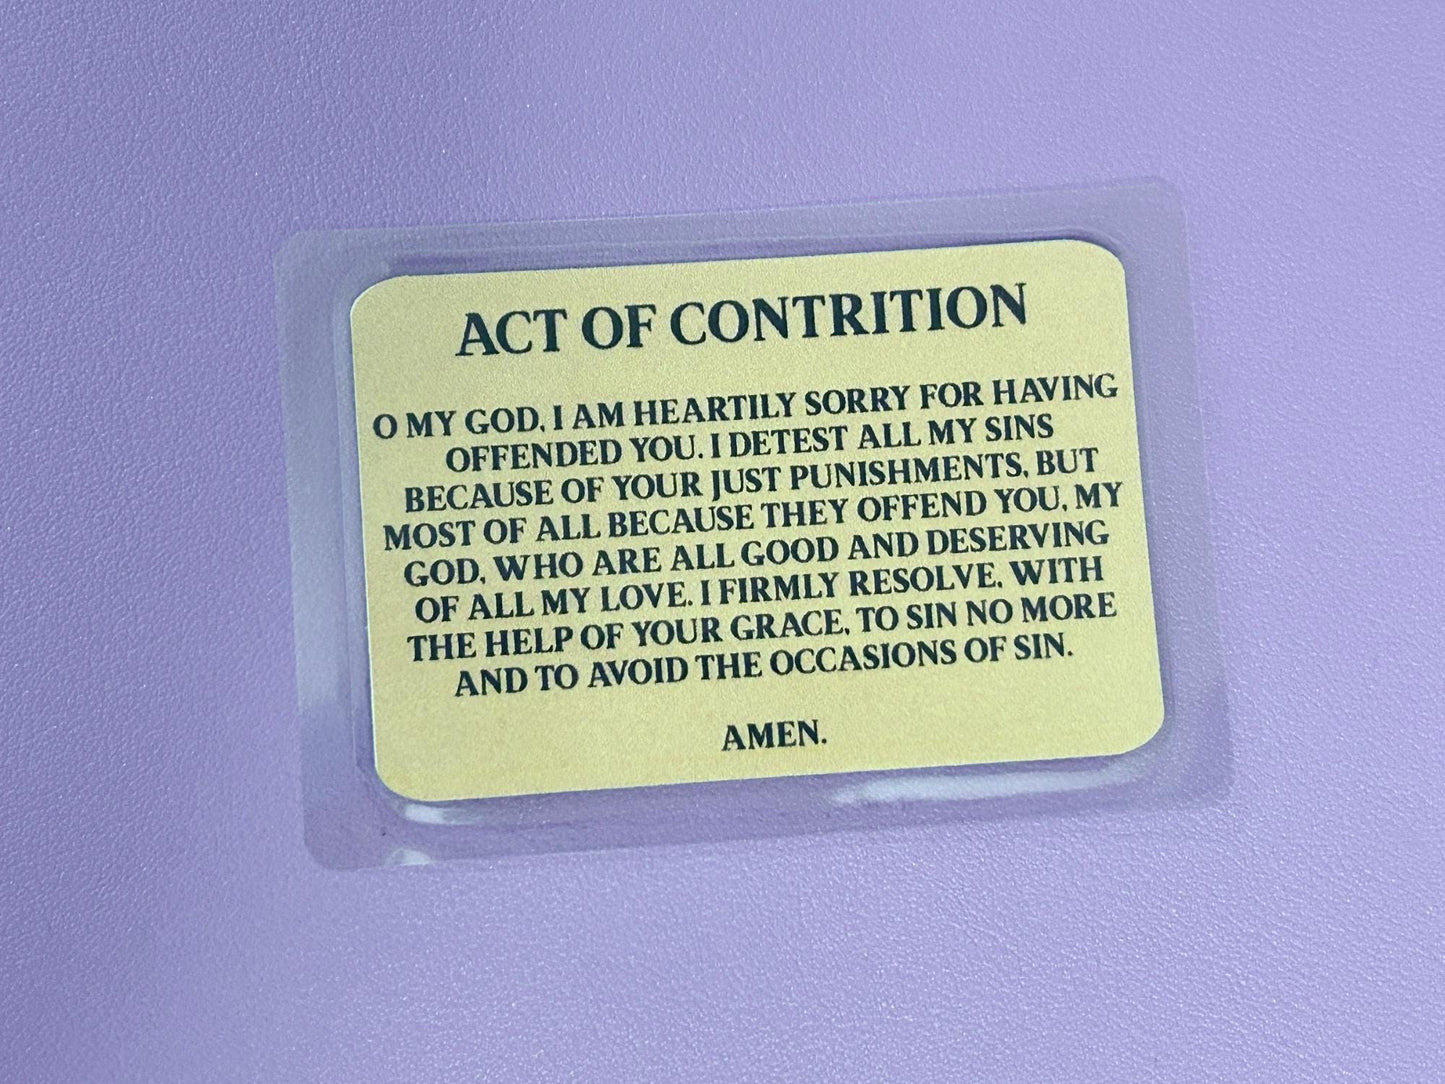 ACT OF CONTRITION
O MY GOD, I AM HEARTILY SORRY FOR HAVING
OFFENDED YOU. I DETEST ALL MY SINS
BECAUSE OF YOUR JUST PUNISHMENTS, BUT
MOST OF ALL BECAUSE THEY OFFEND YOU, MY
GOD, WHO ARE ALL GOOD AND DESERVING
OF ALL MY LOVE. I FIRMLY RESOLVE, WITH
THE HELP OF YOUR GRACE, TO SIN NO MORE
AND TO AVOID THE OCCASIONS OF SIN.
AMEN.